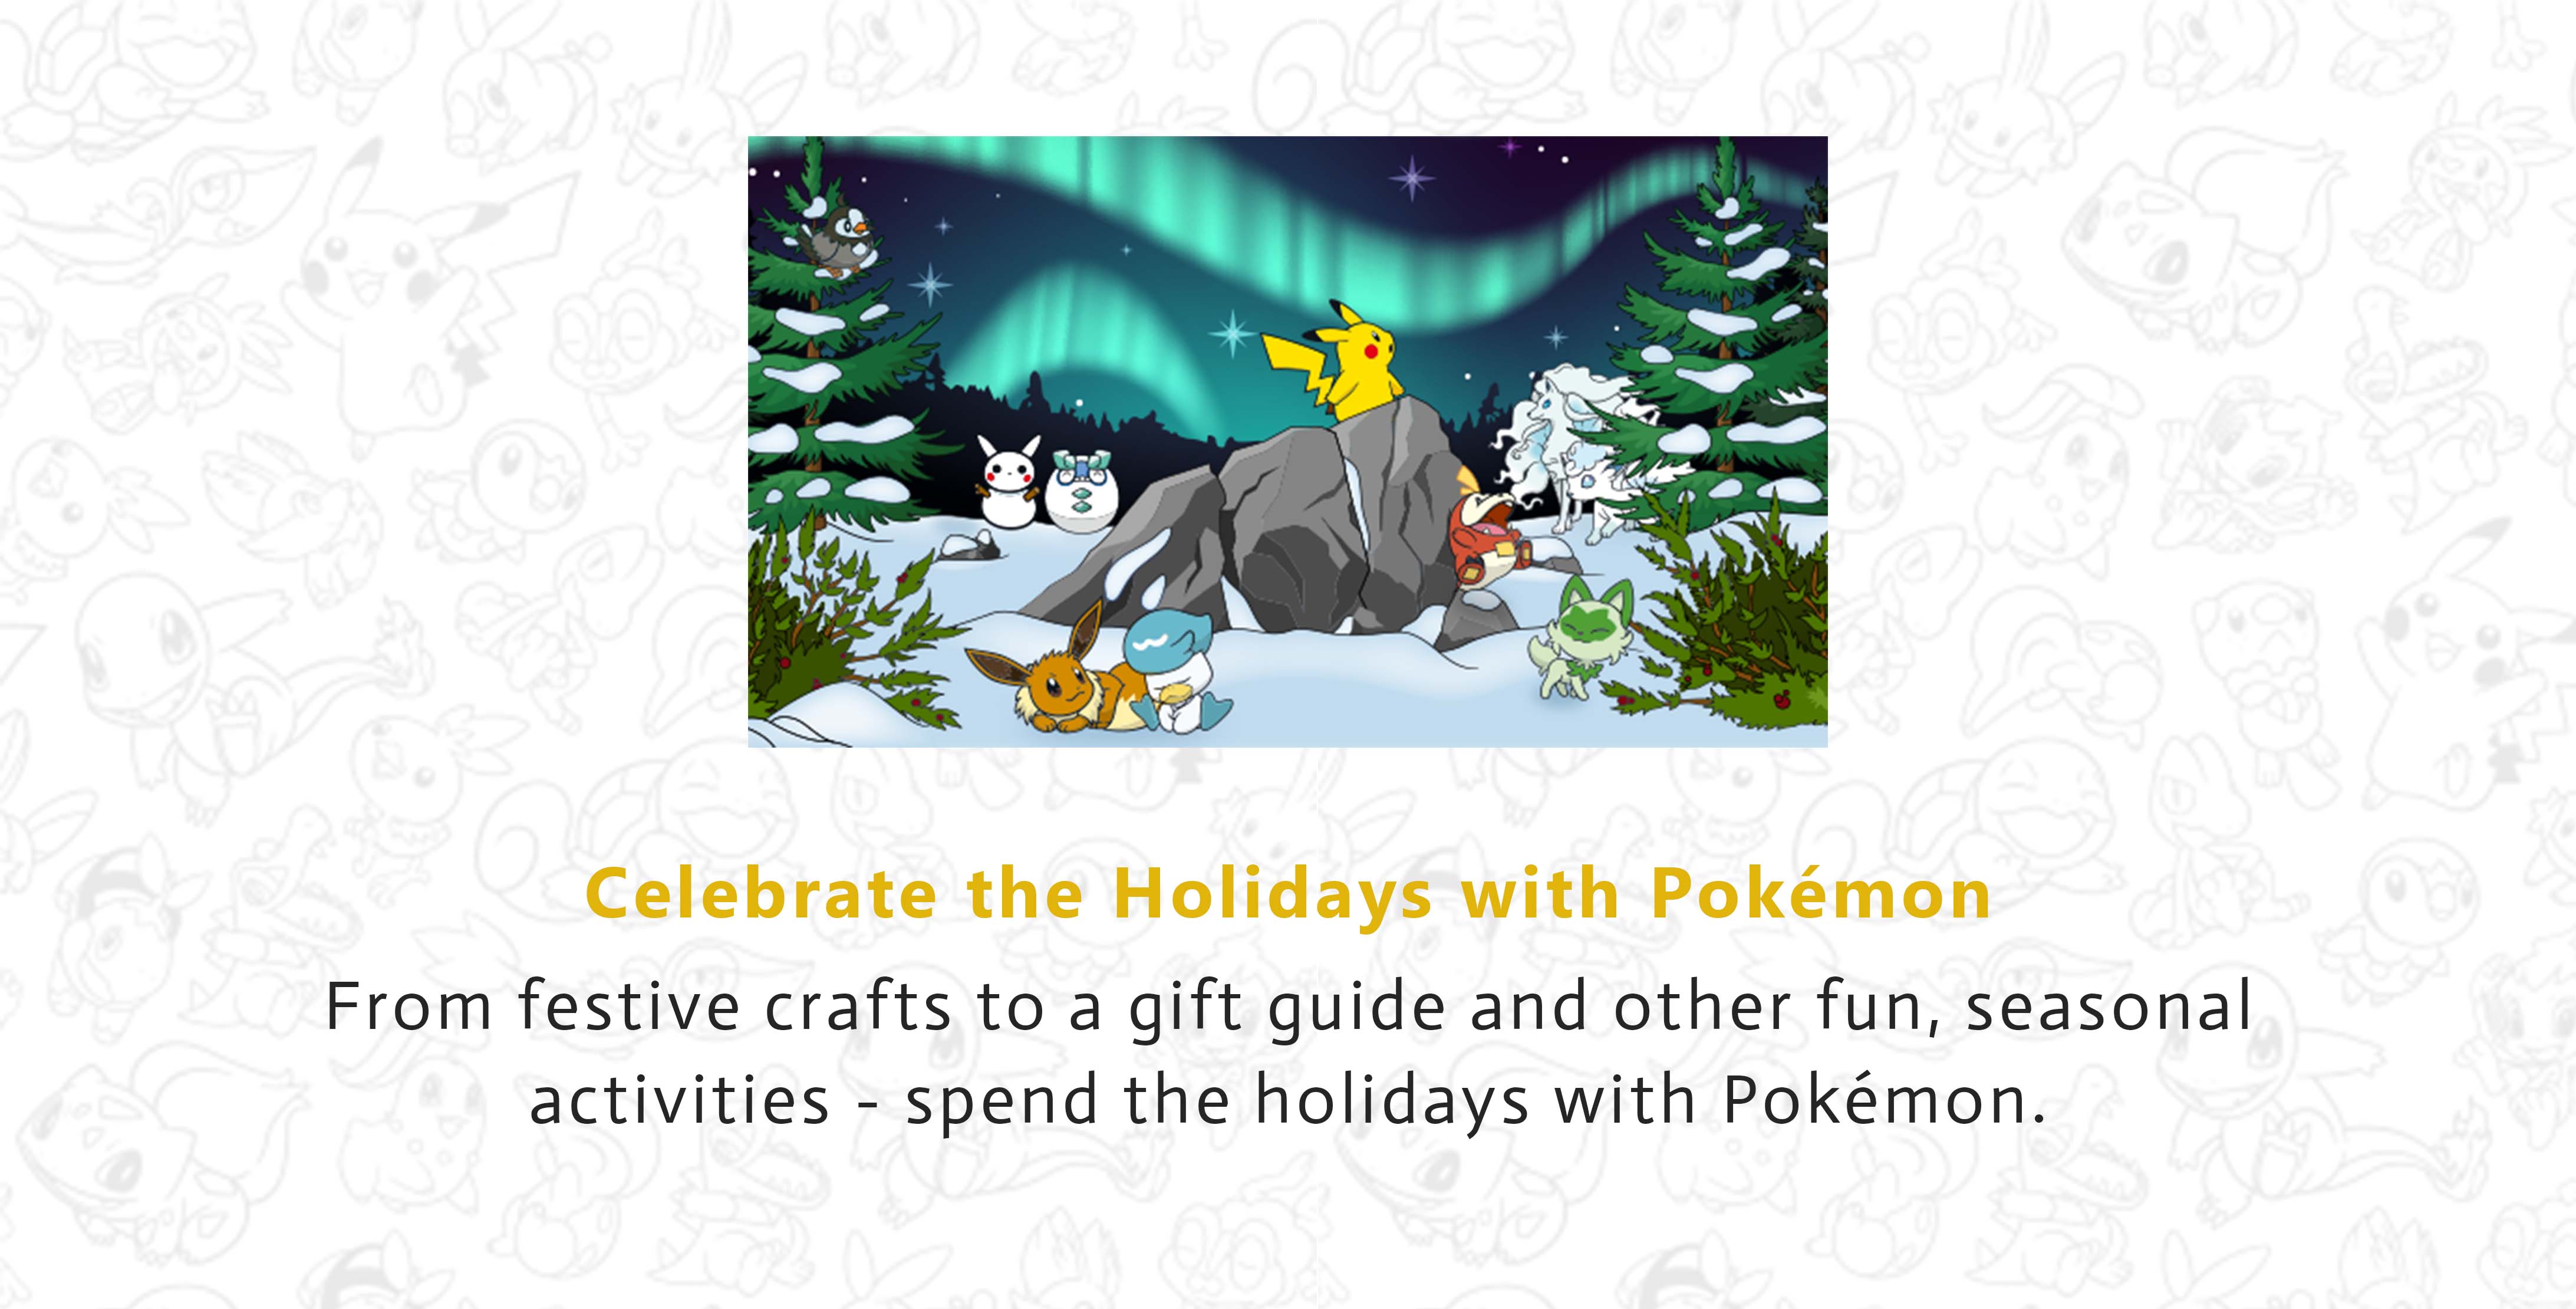 Celebrate the Holidays with Pokémon
From festive crafts to a gift guide and other fun, seasonal
activities - spend the holidays with Pokémon.